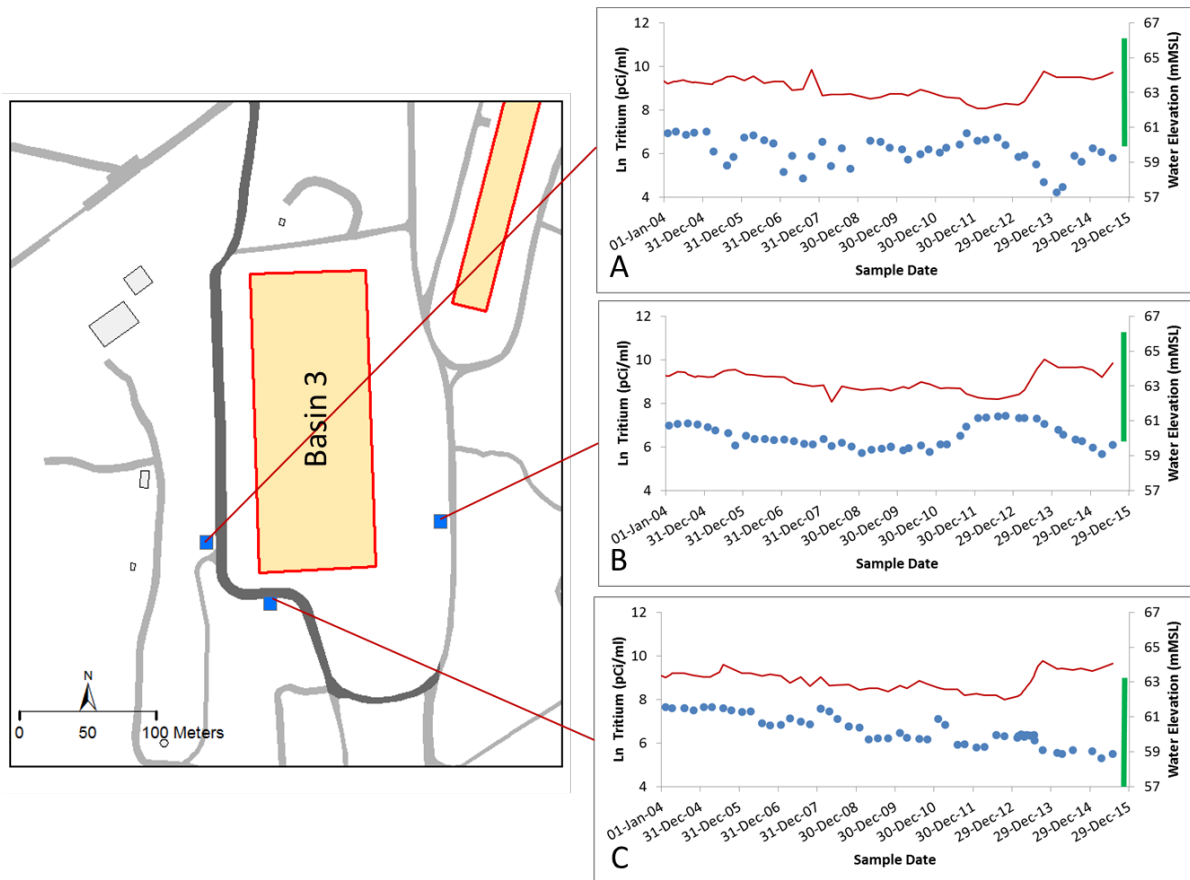 Basin 3
N
0 50 100 Meters
12
10
8
6
4
Ln Tritium (pCi/ml)
67
65
63
61
59
57
Water Elevation (mMSL)
01-Jan-04
31-Dec-04
31-Dec-05
31-Dec-06
31-Dec-07
30-Dec-08
30-Dec-09
30-Dec-10
30-Dec-11
29-Dec-12
29-Dec-13
29-Dec-14
29-Dec-15
Sample Date
A
12
10
8
6
4
Ln Tritium (pCi/ml)
67
65
63
61
59
57
Water Elevation (mMSL)
01-Jan-04
31-Dec-04
31-Dec-05
31-Dec-06
31-Dec-07
30-Dec-08
30-Dec-09
30-Dec-10
30-Dec-11
29-Dec-12
29-Dec-13
29-Dec-14
29-Dec-15
Sample Date
B
12
10
8
6
4
Ln Tritium (pCi/ml)
67
65
63
61
59
57
Water Elevation (mMSL)
01-Jan-04
31-Dec-04
31-Dec-05
31-Dec-06
31-Dec-07
30-Dec-08
30-Dec-09
30-Dec-10
30-Dec-11
29-Dec-12
29-Dec-13
29-Dec-14
29-Dec-15
Sample Date
C